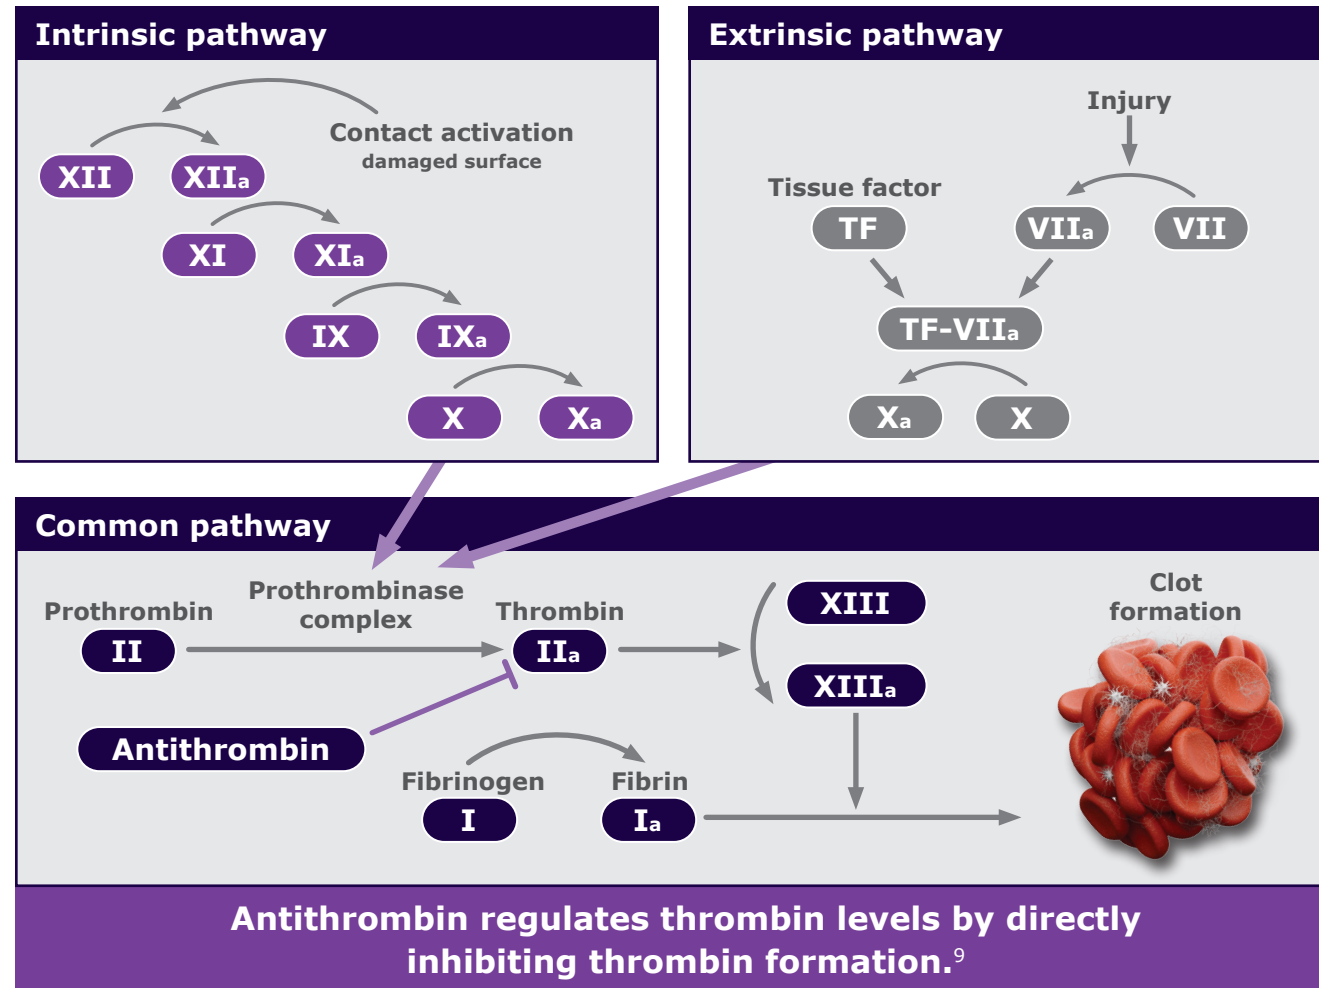 Intrinsic pathway
Contact activation
damaged surface
XII
XIIa
XI
XIa
IX
IXa
X
Xa
Extrinsic pathway
Injury
Tissue factor
TF
VIIa
VII
TF-VIIa
Xa
X
Common pathway
Prothrombin
II
Prothrombinase
complex
Thrombin
IIa
XIII
XIIIa
Antithrombin
Fibrinogen
I
Fibrin
Ia
Clot
formation
Antithrombin regulates thrombin levels by directly
inhibiting thrombin formation.9